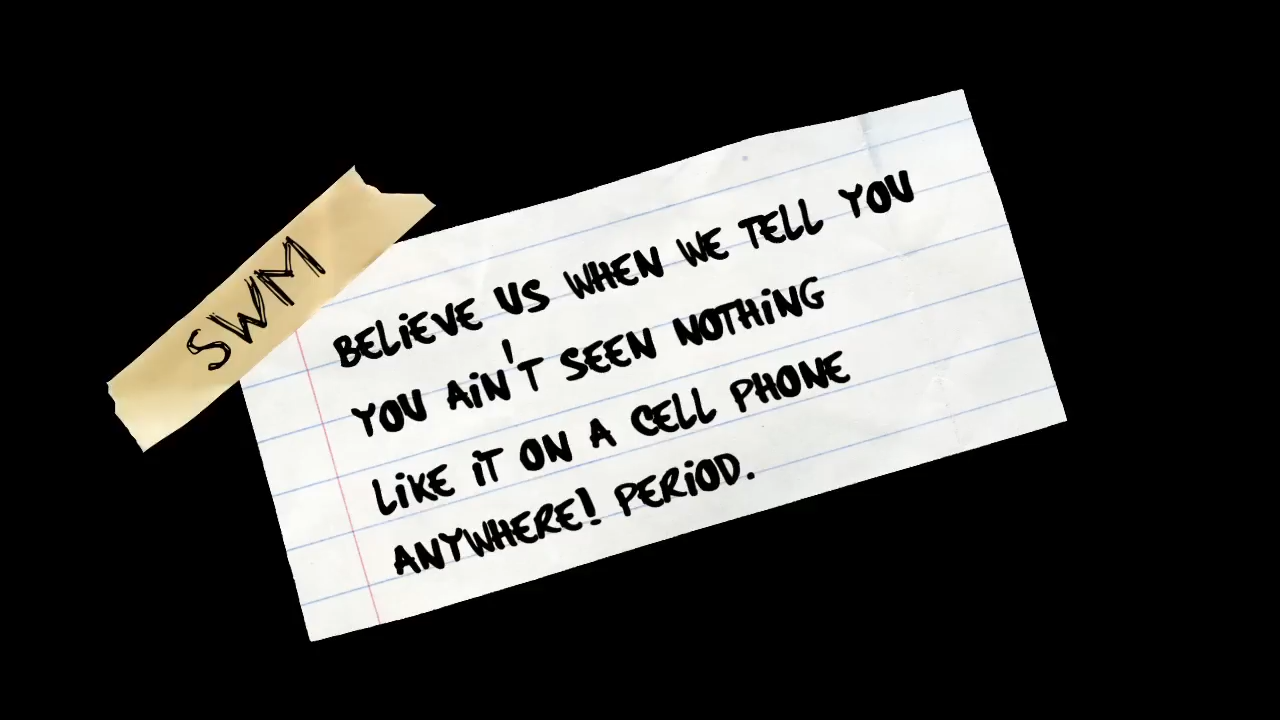 SWM
BELIEVE US WHEN WE TELL YOU
YOU AIN'T SEEN NOTHING
LIKE IT ON A CELL PHONE
ANYWHERE! PERIOD.